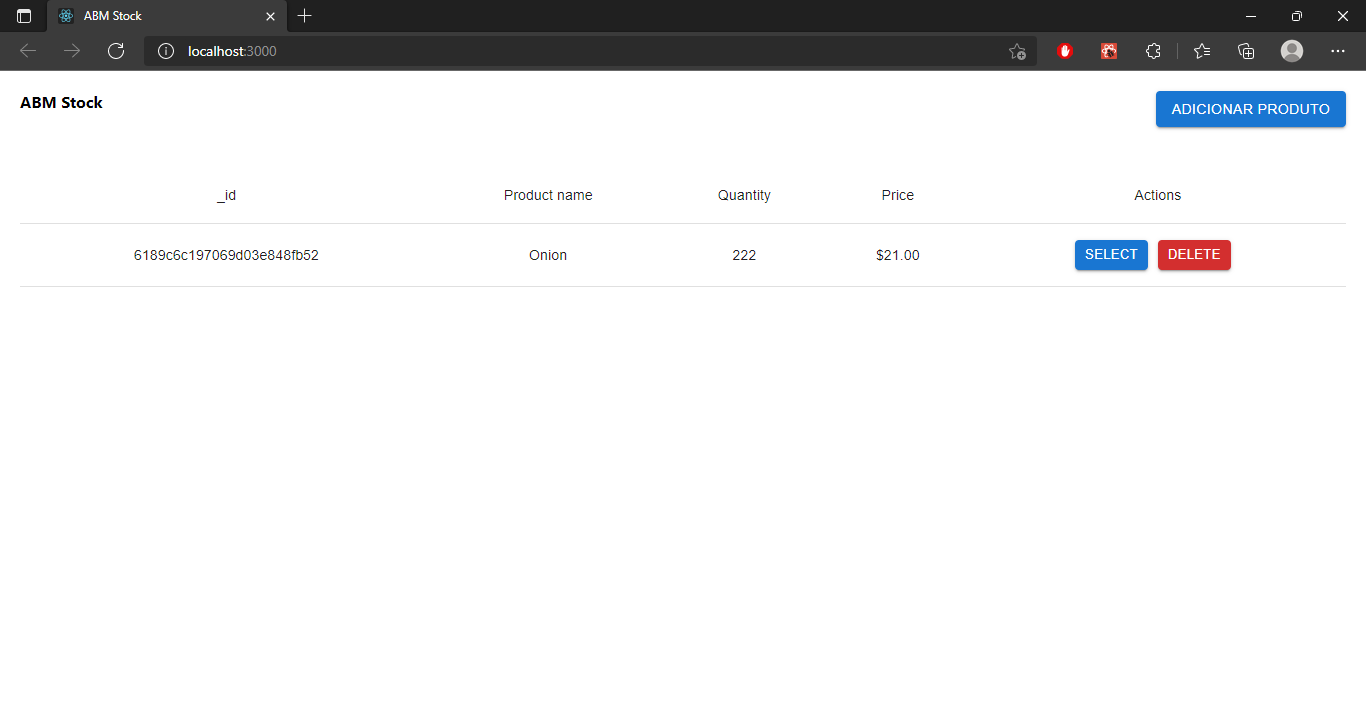 ABM Stock
localhost:3000
ABM Stock
ADICIONAR PRODUTO
_id Product name Quantity Price Actions
6189c6c197069d03e848fb52 Onion 222 $21.00 SELECT DELETE